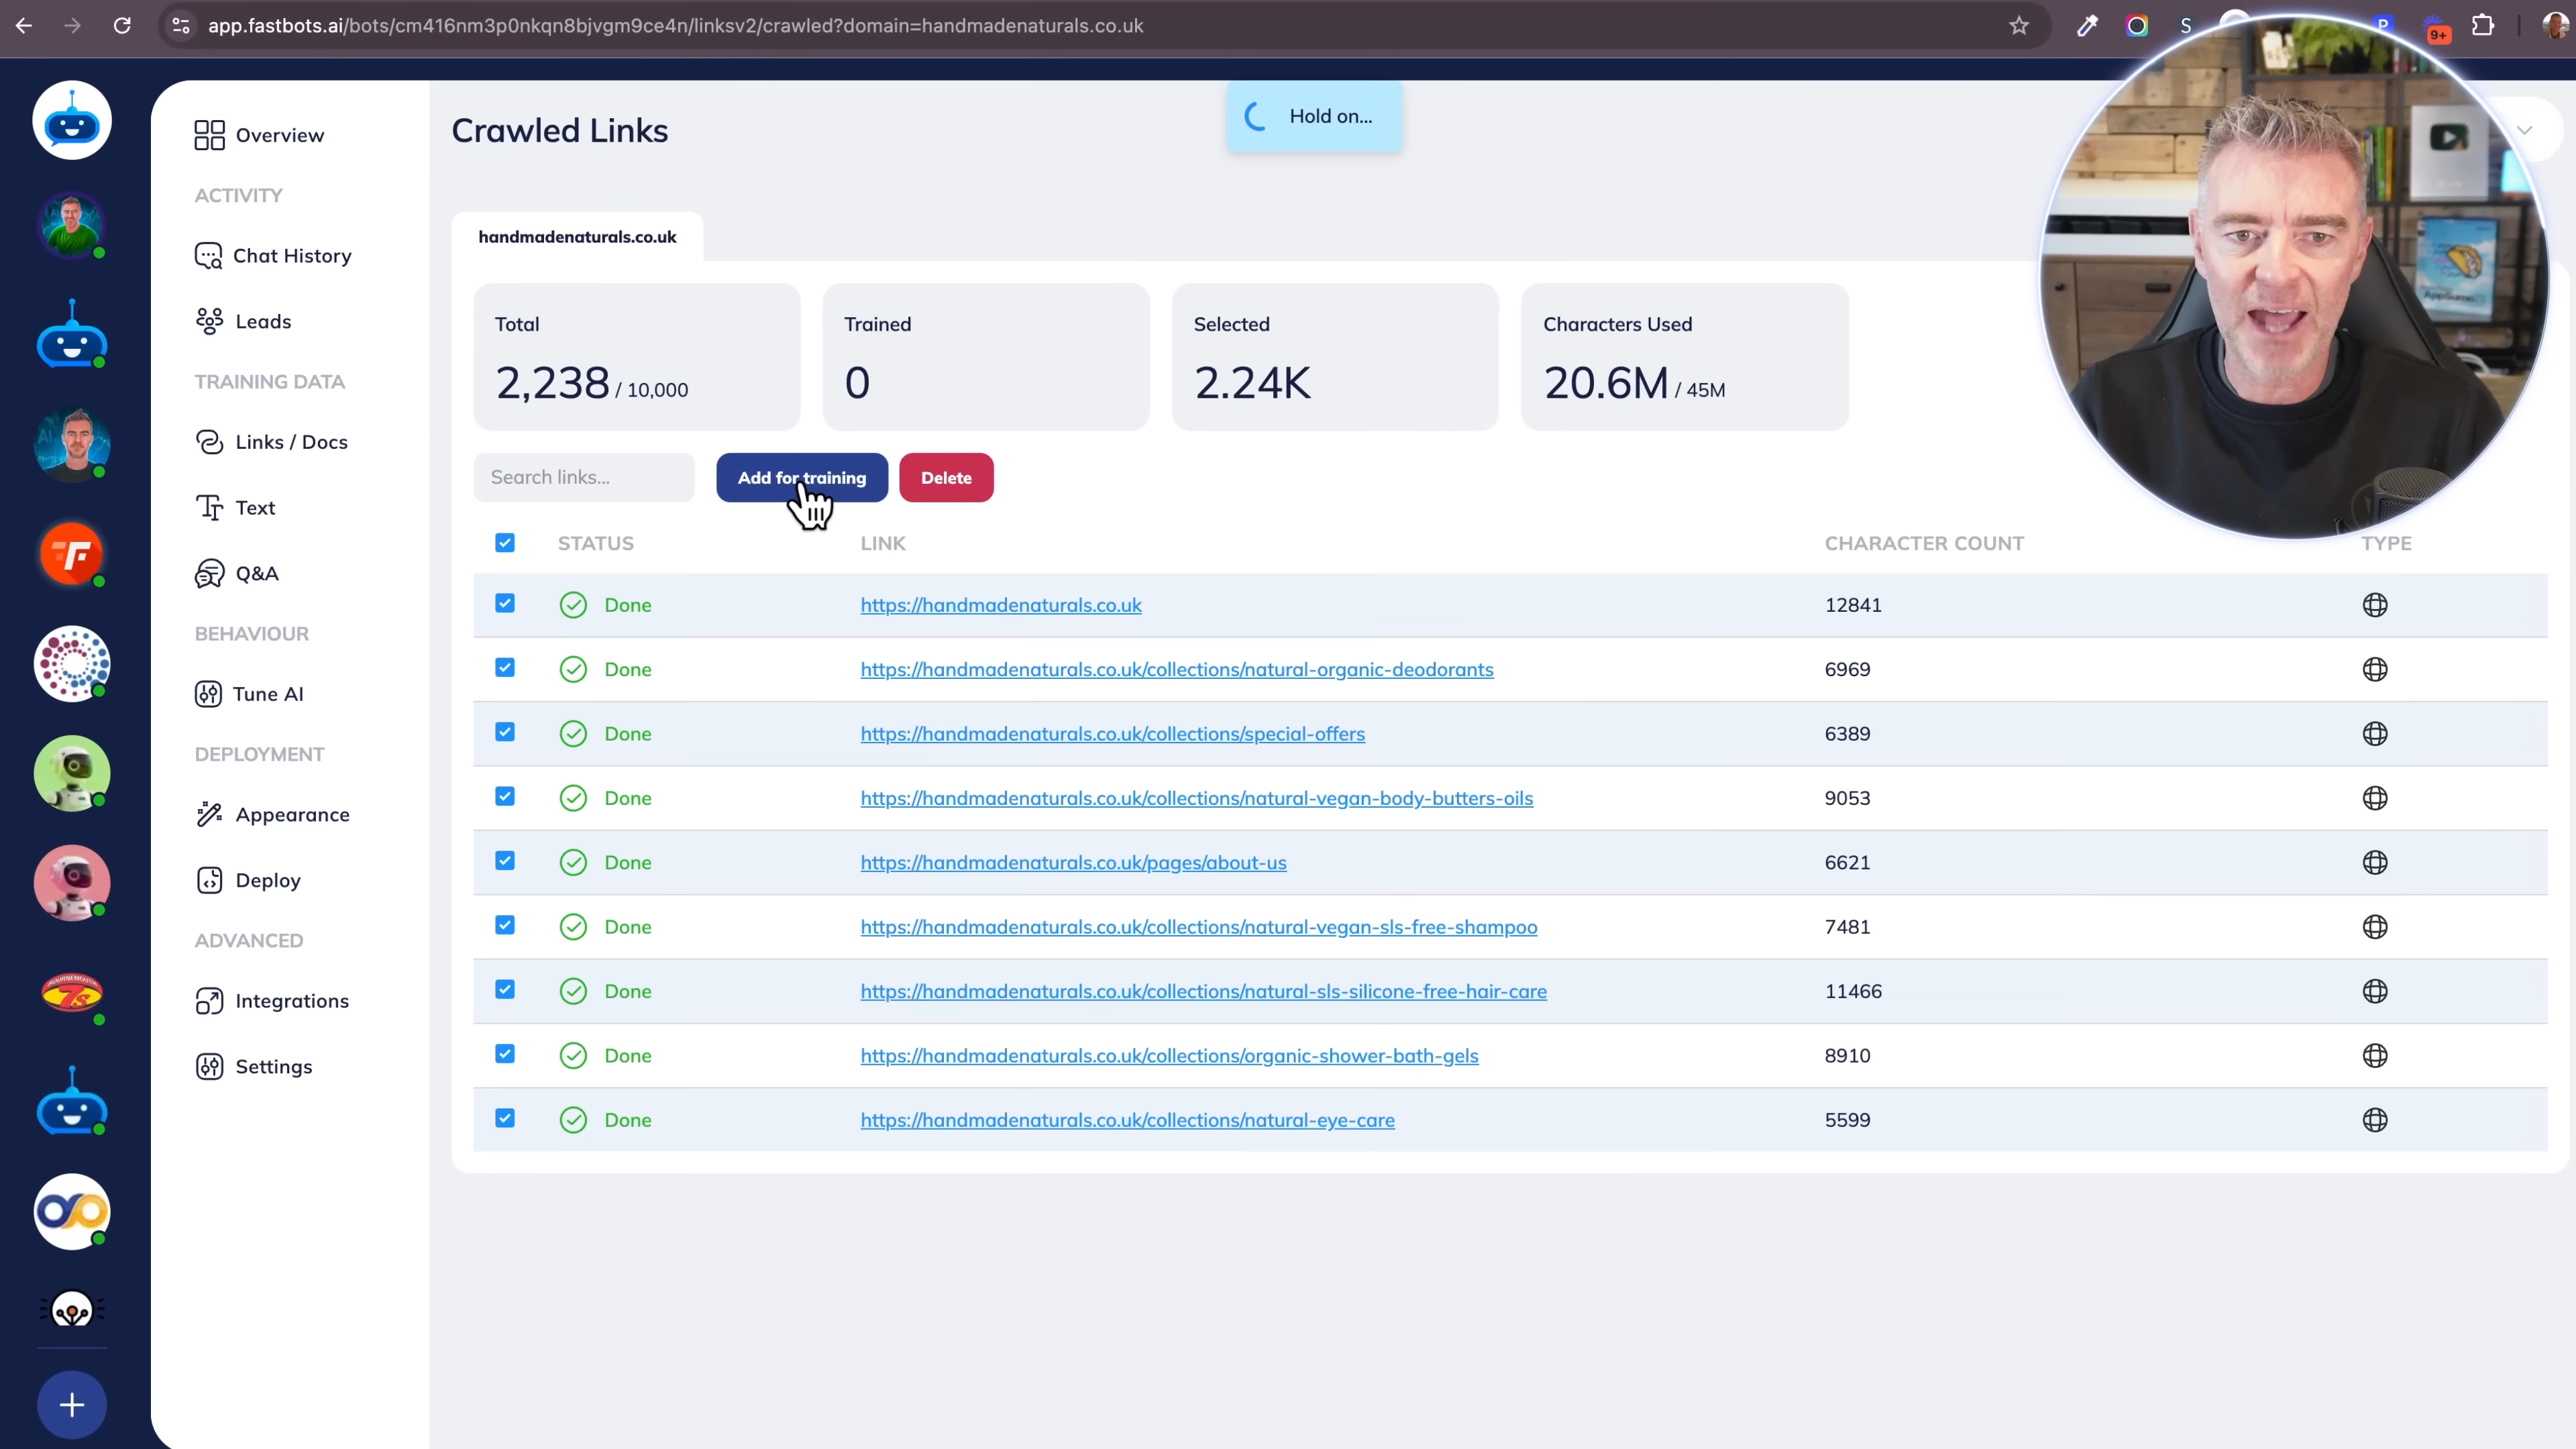 app.fastbots.ai/bots/cm416nm3p0nkqn8bjvgm9ce4n/linksv2/crawled?domain=handmadenaturals.co.uk
S
P
9+
Overview
ACTIVITY
Chat History
Leads
TRAINING DATA
Links / Docs
Text
Q&A
BEHAVIOUR
Tune AI
DEPLOYMENT
Appearance
Deploy
ADVANCED
Integrations
Settings
Crawled Links
Hold on...
handmadenaturals.co.uk
Total
2,238 / 10,000
Trained
0
Selected
2.24K
Characters Used
20.6M / 45M
Search links...
Add for training
Delete
STATUS LINK CHARACTER COUNT TYPE
Done https://handmadenaturals.co.uk 12841
Done https://handmadenaturals.co.uk/collections/natural-organic-deodorants 6969
Done https://handmadenaturals.co.uk/collections/special-offers 6389
Done https://handmadenaturals.co.uk/collections/natural-vegan-body-butters-oils 9053
Done https://handmadenaturals.co.uk/pages/about-us 6621
Done https://handmadenaturals.co.uk/collections/natural-vegan-sls-free-shampoo 7481
Done https://handmadenaturals.co.uk/collections/natural-sls-silicone-free-hair-care 11466
Done https://handmadenaturals.co.uk/collections/organic-shower-bath-gels 8910
Done https://handmadenaturals.co.uk/collections/natural-eye-care 5599